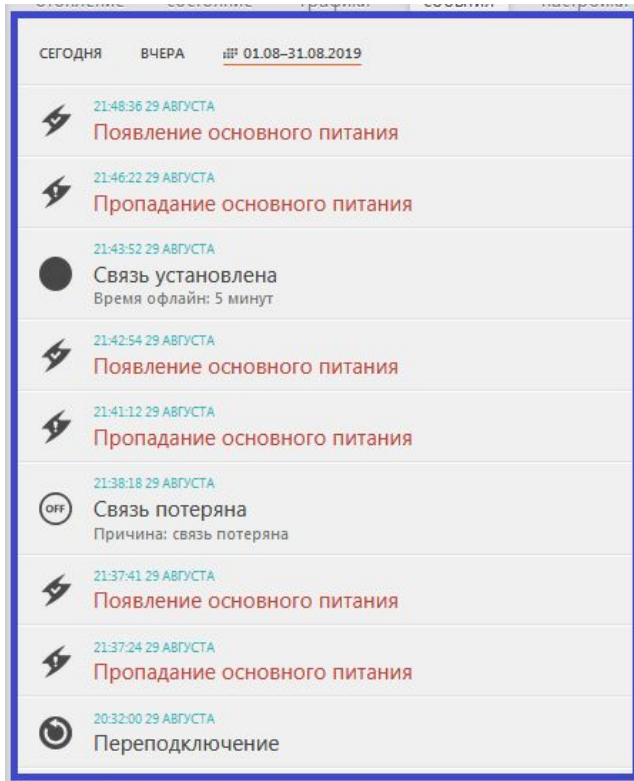 СЕГОДНЯ ВЧЕРА 01.08–31.08.2019
21:48:36 29 АВГУСТА
Появление основного питания
21:46:22 29 АВГУСТА
Пропадание основного питания
21:43:52 29 АВГУСТА
Связь установлена
Время офлайн: 5 минут
21:42:54 29 АВГУСТА
Появление основного питания
21:41:12 29 АВГУСТА
Пропадание основного питания
21:38:18 29 АВГУСТА
OFF Связь потеряна
Причина: связь потеряна
21:37:41 29 АВГУСТА
Появление основного питания
21:37:24 29 АВГУСТА
Пропадание основного питания
20:32:00 29 АВГУСТА
Переподключение